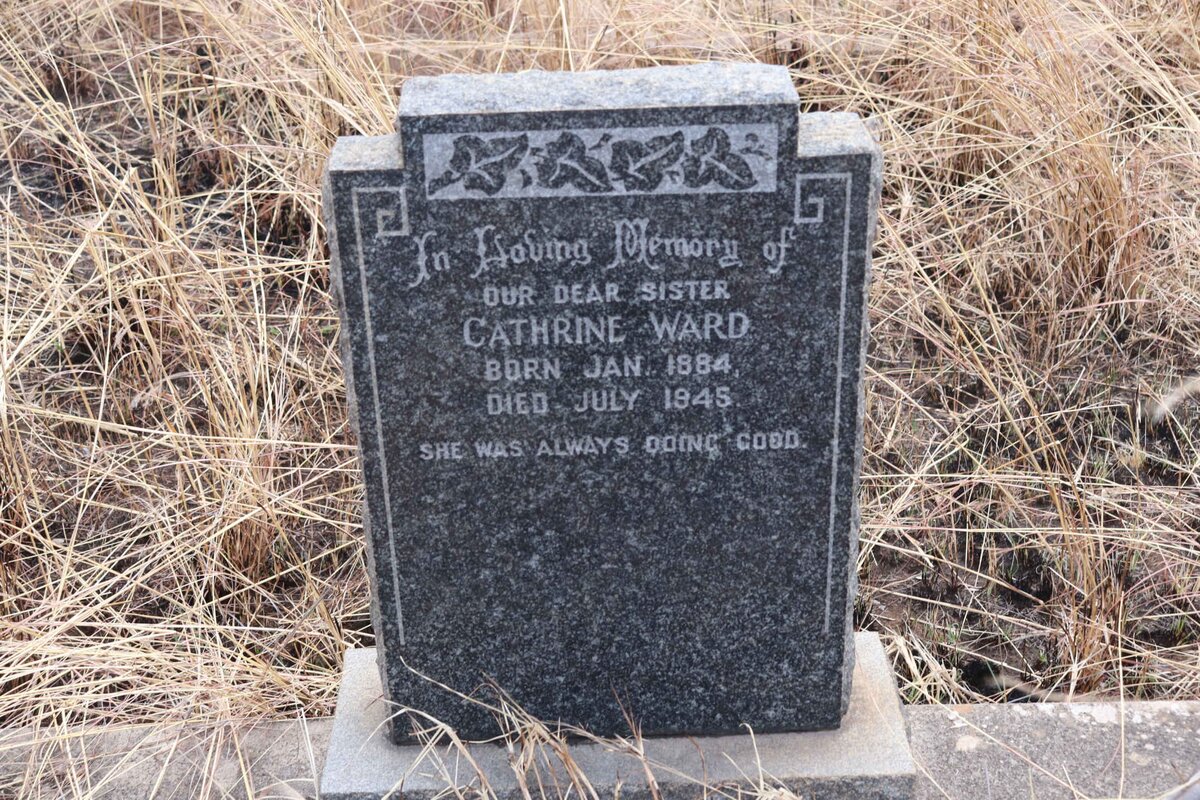 In Loving Memory of
OUR DEAR SISTER
CATHRINE WARD
BORN JAN. 1884,
DIED JULY 1945
SHE WAS ALWAYS DOING GOOD.